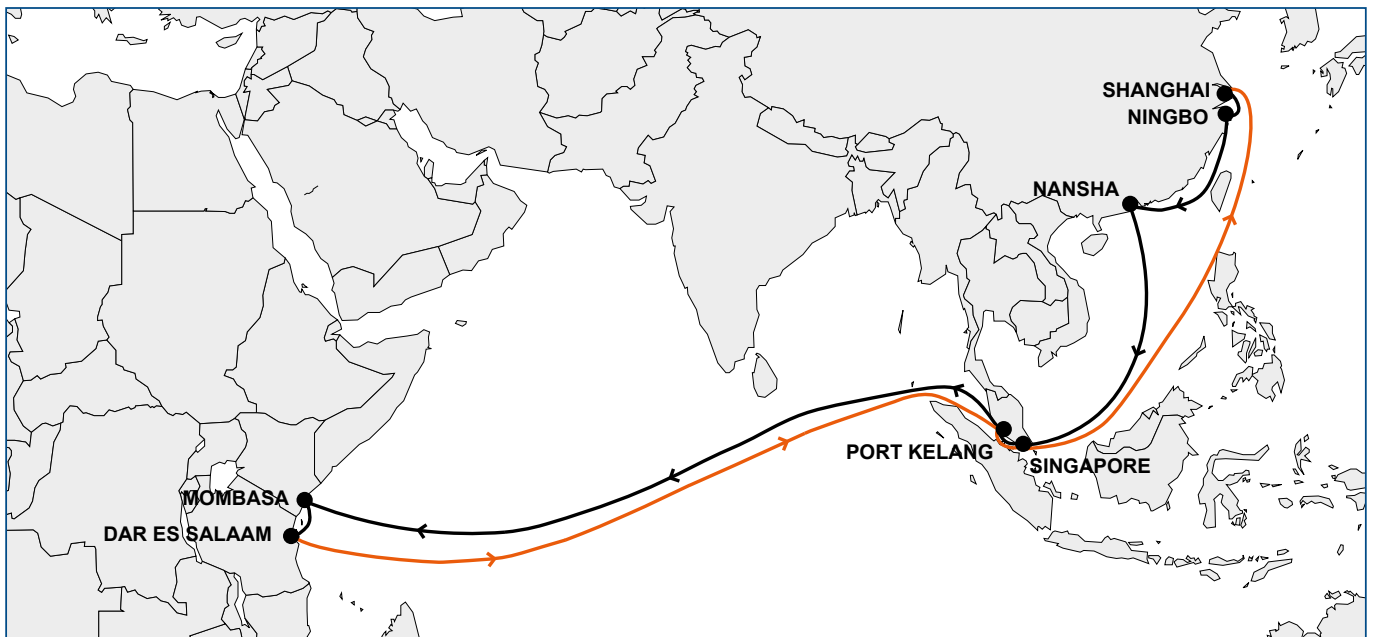 SHANGHAI
NINGBO
NANSHA
PORT KELANG
SINGAPORE
MOMBASA
DAR ES SALAAM